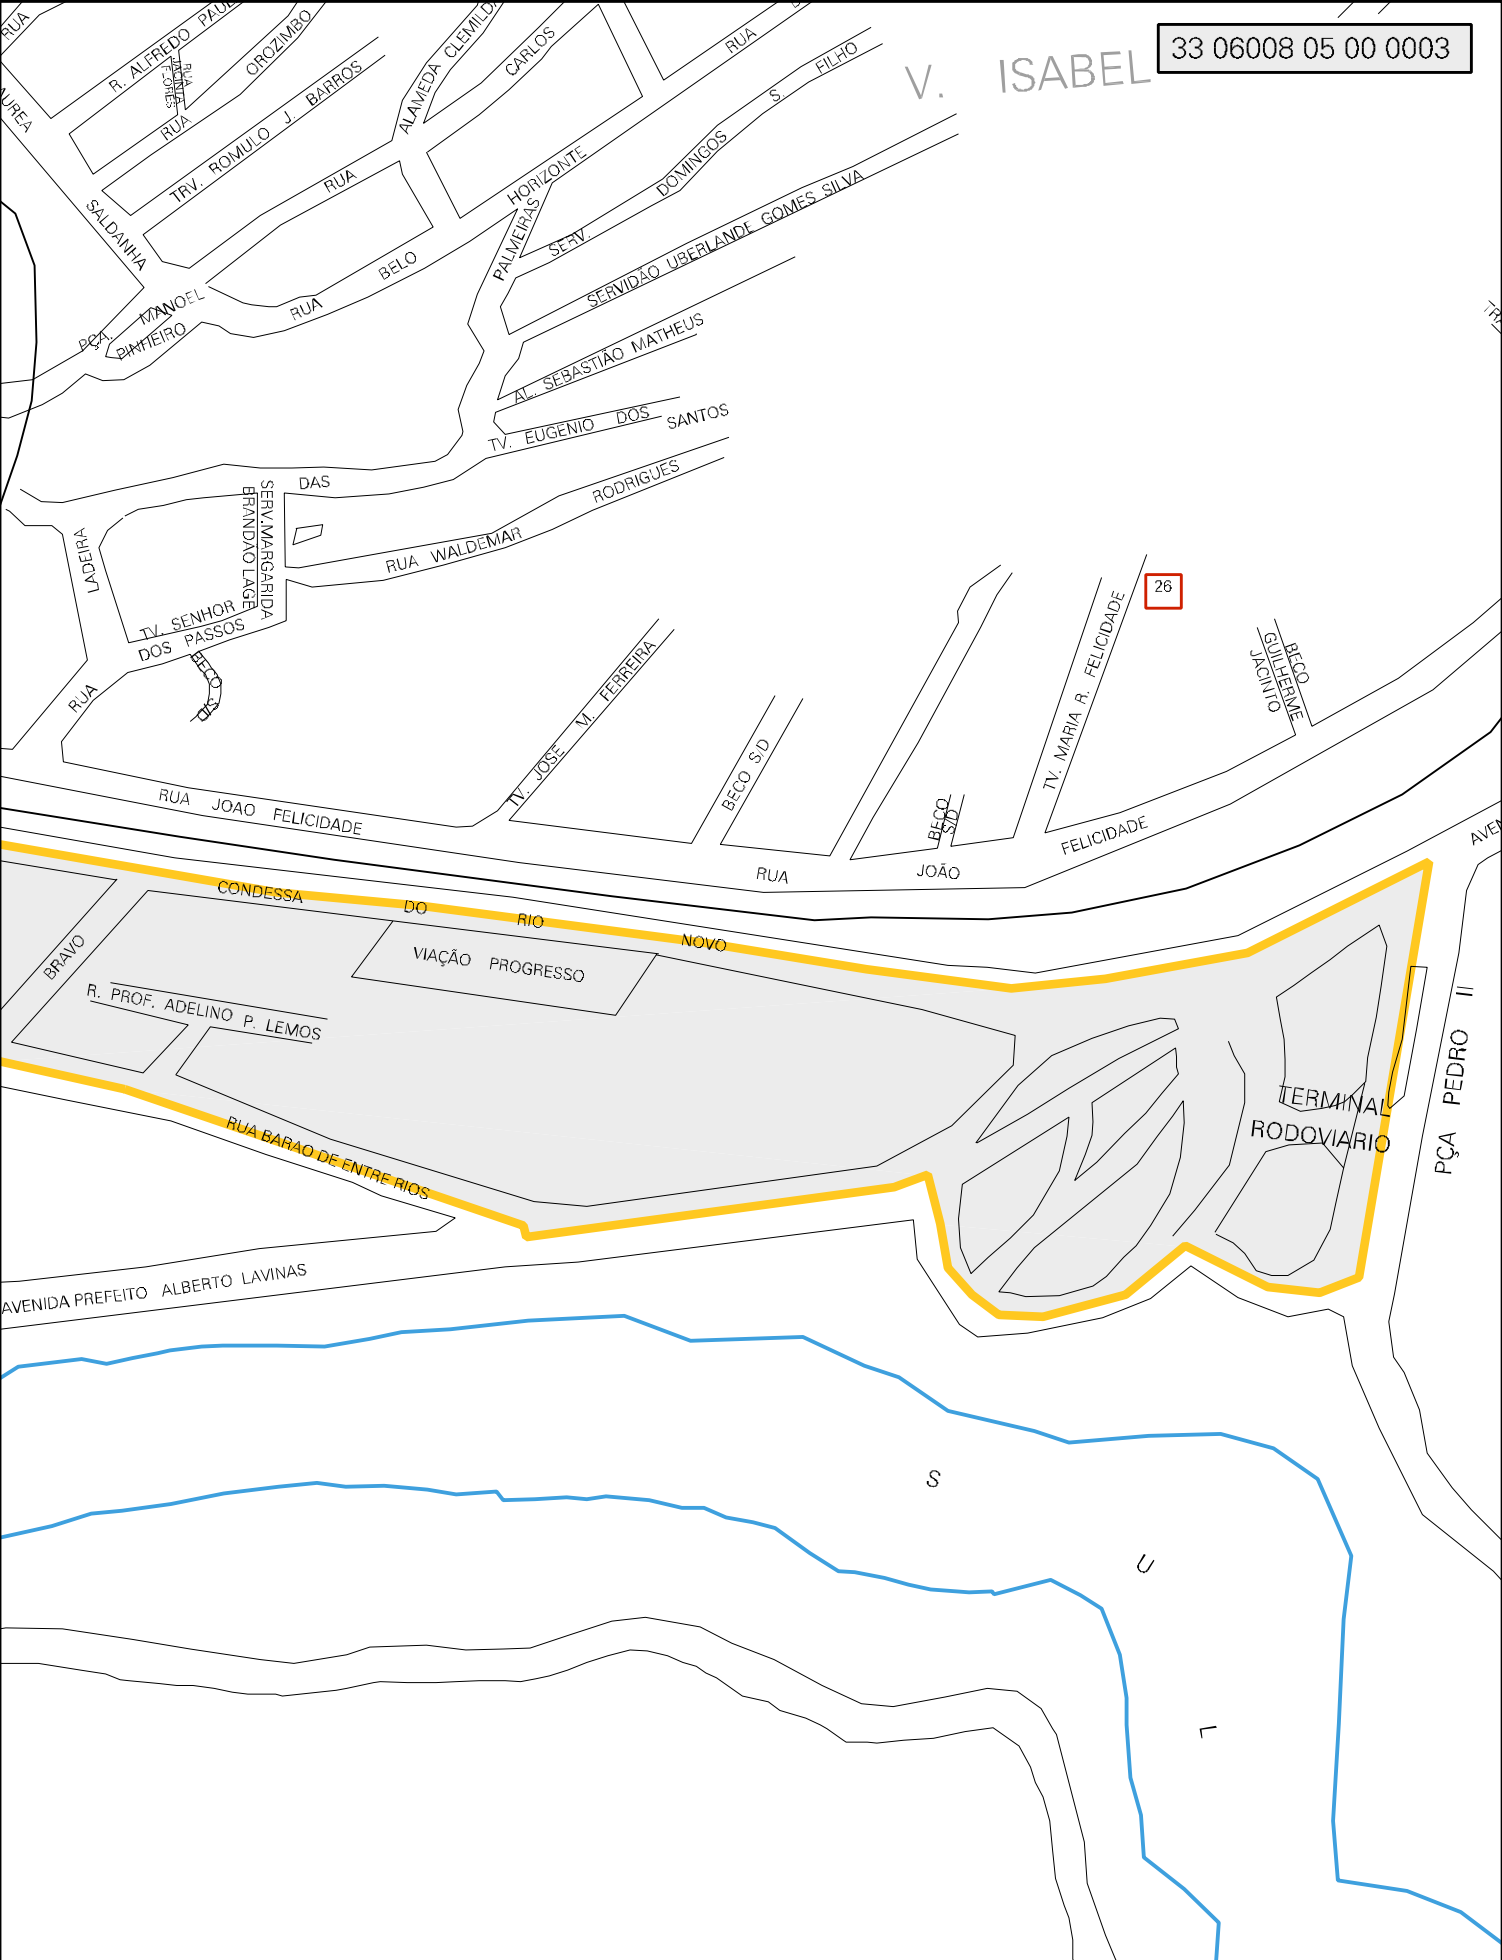 33 06008 05 00 0003
V. ISABEL
RUA
R. ALFREDO
RUA
JACINTA
FLORES
OROZIMBO
RUA
TRV. ROMULO J. BARROS
ALAMEDA CLEMILDA
CARLOS
RUA
RUA
HORIZONTE
BELO
RUA
SALDANHA
PÇA. MANOEL
PINHEIRO
PALMEIRAS
DAS
SERV. DOMINGOS S. FILHO
SERVIDÃO UBERLANDE GOMES SILVA
AL. SEBASTIÃO MATHEUS
TV. EUGENIO DOS SANTOS
RUA WALDEMAR RODRIGUES
LADEIRA
SERV.MARGARIDA
BRANDAO LAGE
TV. SENHOR
DOS PASSOS
BECO S/D
RUA
26
TV. JOSE M. FERREIRA
BECO S/D
BECO
S/D
TV. MARIA R. FELICIDADE
BECO
GUILHERME
JACINTO
RUA JOAO FELICIDADE
RUA JOÃO FELICIDADE
CONDESSA DO RIO NOVO
BRAVO
VIAÇÃO PROGRESSO
R. PROF. ADELINO P. LEMOS
RUA BARAO DE ENTRE RIOS
TERMINAL
RODOVIARIO
PÇA PEDRO II
AVENIDA PREFEITO ALBERTO LAVINAS
S
U
L